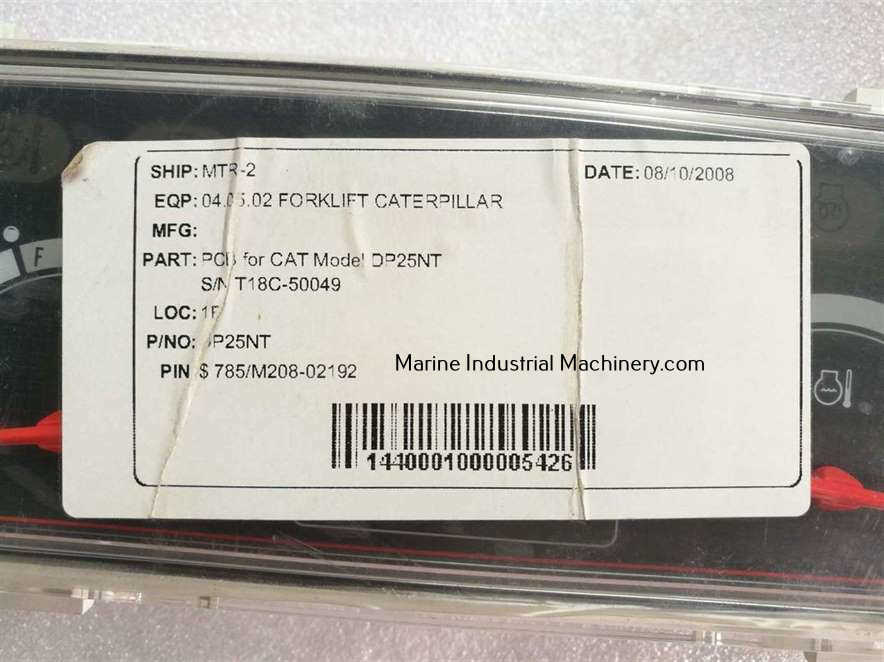 SHIP: MTR-2 DATE: 08/10/2008
EQP: 04.05.02 FORKLIFT CATERPILLAR
MFG:
PART: PCB for CAT Model DP25NT
S/N T18C-50049
LOC:
P/NO: DP25NT
PIN $ 785/M208-02192
Marine Industrial Machinery.com
1440001000005426
F